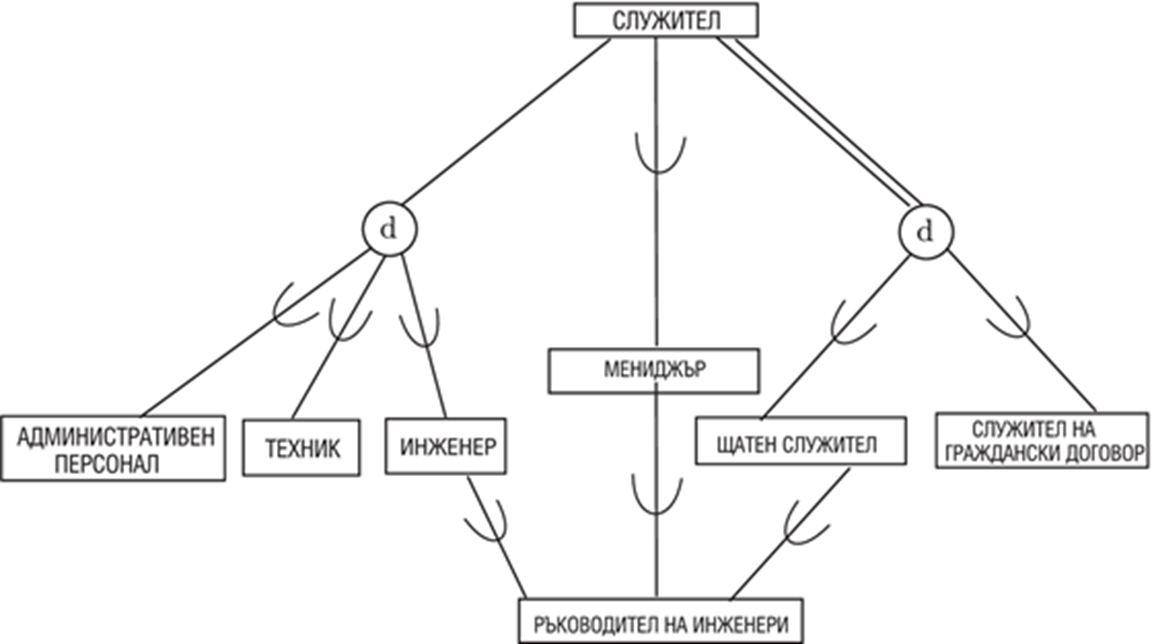 СЛУЖИТЕЛ
d
d
МЕНИДЖЪР
АДМИНИСТРАТИВЕН
ПЕРСОНАЛ
ТЕХНИК
ИНЖЕНЕР
ЩАТЕН СЛУЖИТЕЛ
СЛУЖИТЕЛ НА
ГРАЖДАНСКИ ДОГОВОР
РЪКОВОДИТЕЛ НА ИНЖЕНЕРИ